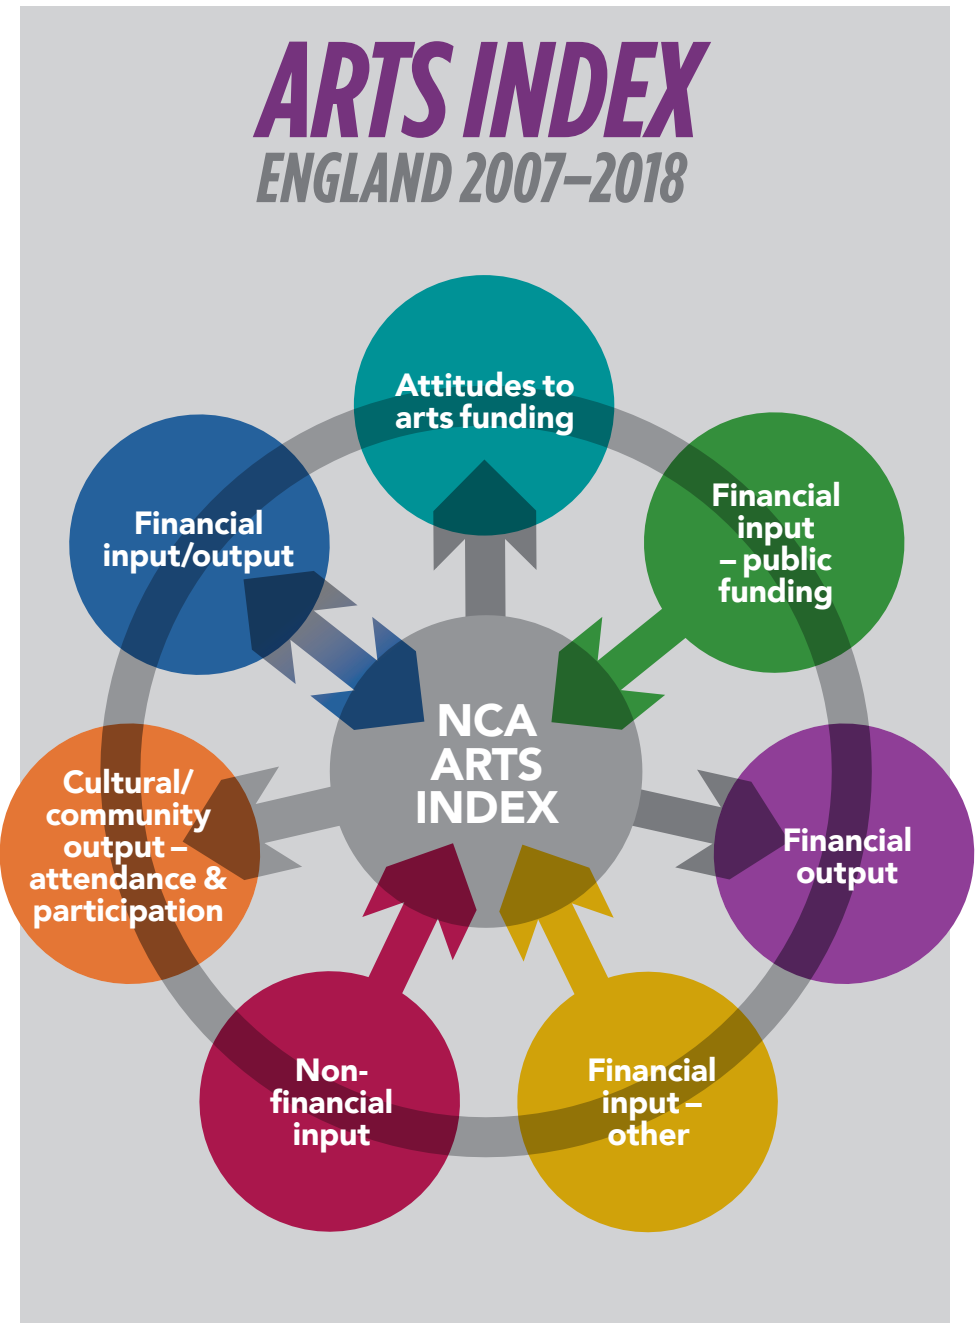 ARTS INDEX
ENGLAND 2007–2018
Attitudes to
arts funding
Financial
input
– public
funding
Financial
input/output
NCA
ARTS
INDEX
Cultural/
community
output –
attendance &
participation
Financial
output
Non-
financial
input
Financial
input –
other